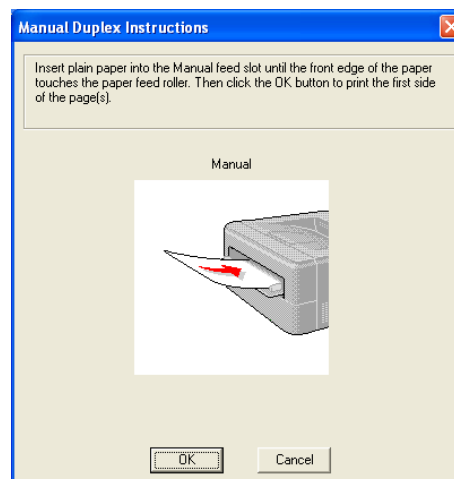 Manual Duplex Instructions
Insert plain paper into the Manual feed slot until the front edge of the paper
touches the paper feed roller. Then click the OK button to print the first side
of the page(s).
Manual
OK
Cancel